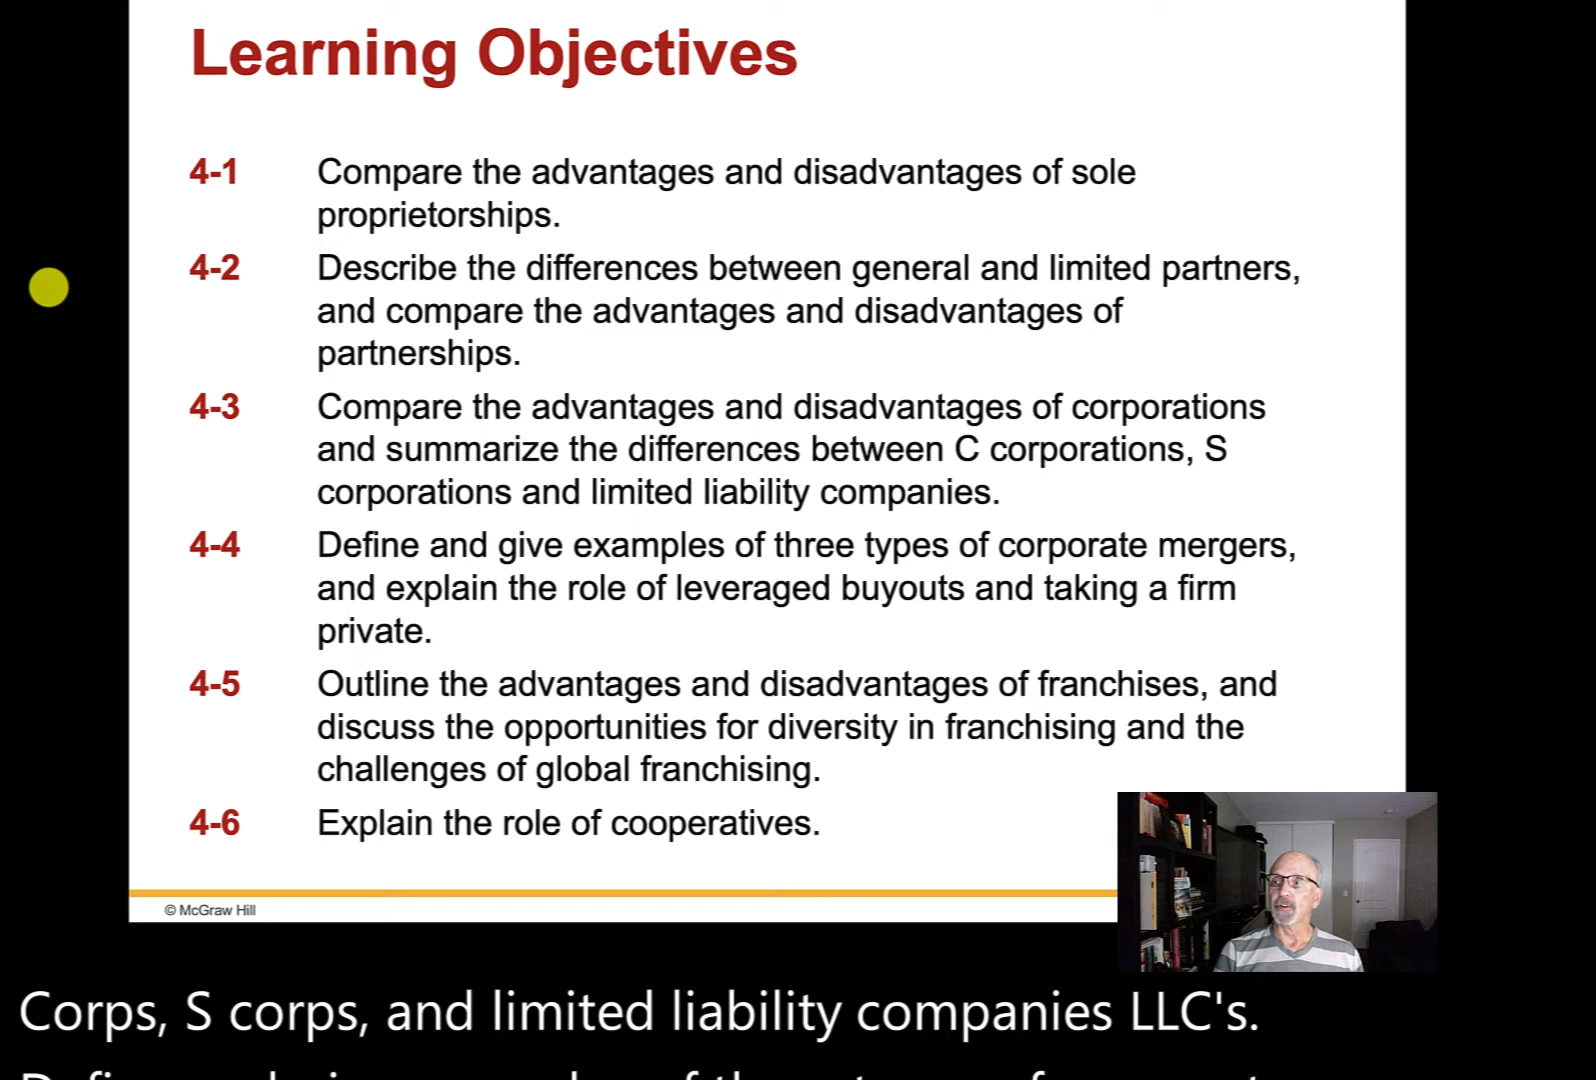 Learning Objectives
4-1 Compare the advantages and disadvantages of sole
proprietorships.
4-2 Describe the differences between general and limited partners,
and compare the advantages and disadvantages of
partnerships.
4-3 Compare the advantages and disadvantages of corporations
and summarize the differences between C corporations, S
corporations and limited liability companies.
4-4 Define and give examples of three types of corporate mergers,
and explain the role of leveraged buyouts and taking a firm
private.
4-5 Outline the advantages and disadvantages of franchises, and
discuss the opportunities for diversity in franchising and the
challenges of global franchising.
4-6 Explain the role of cooperatives.
© McGraw Hill
Corps, S corps, and limited liability companies LLC's.